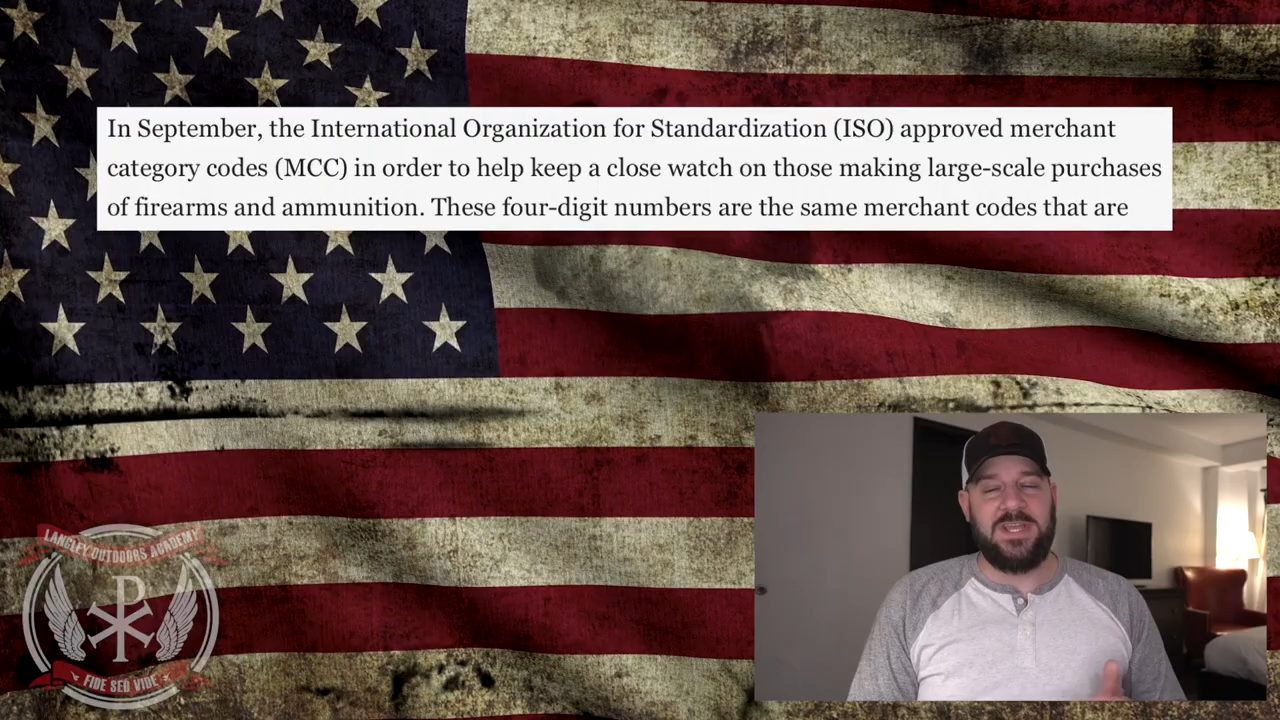 In September, the International Organization for Standardization (ISO) approved merchant
category codes (MCC) in order to help keep a close watch on those making large-scale purchases
of firearms and ammunition. These four-digit numbers are the same merchant codes that are
LANGLEY OUTDOORS ACADEMY
FIDE SED VIDE